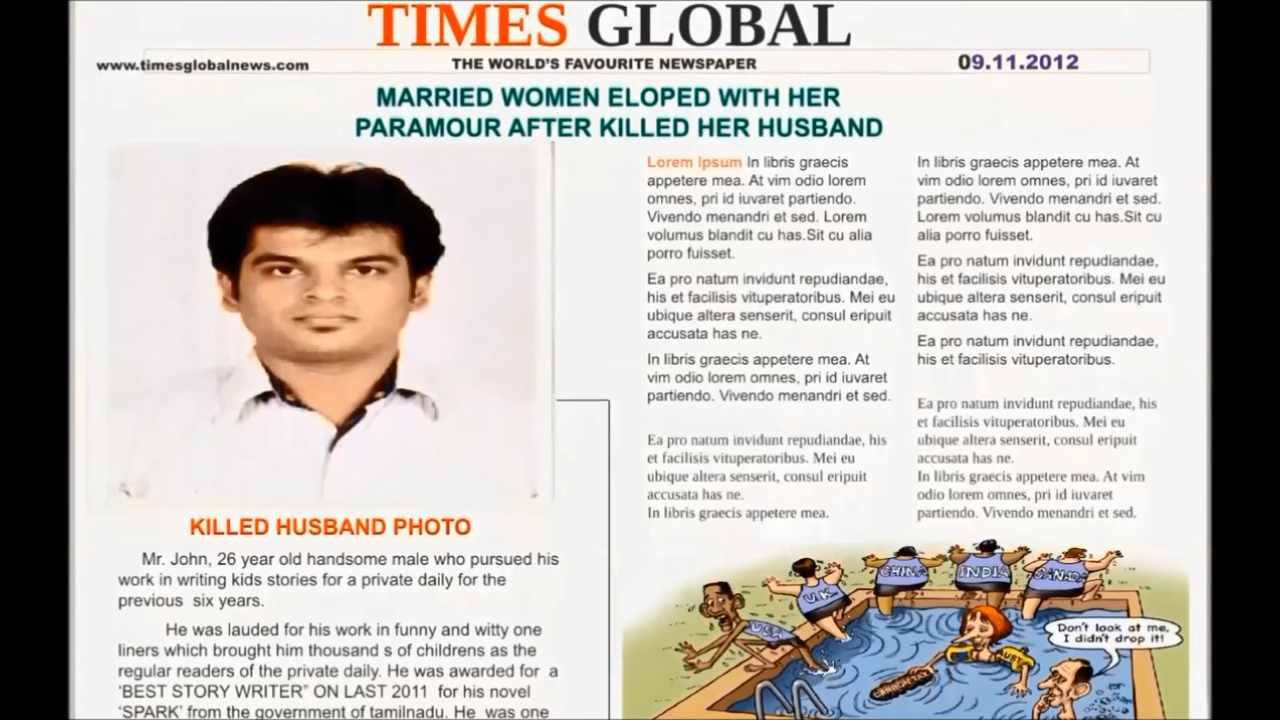 TIMES GLOBAL
www.timesglobalnews.com
THE WORLD'S FAVOURITE NEWSPAPER
09.11.2012
MARRIED WOMEN ELOPED WITH HER
PARAMOUR AFTER KILLED HER HUSBAND
KILLED HUSBAND PHOTO
Mr. John, 26 year old handsome male who pursued his
work in writing kids stories for a private daily for the
previous six years.
He was lauded for his work in funny and witty one
liners which brought him thousand s of childrens as the
regular readers of the private daily. He was awarded for a
'BEST STORY WRITER" ON LAST 2011 for his novel
'SPARK' from the government of tamilnadu. He was one
Lorem Ipsum In libris graecis
appetere mea. At vim odio lorem
omnes, pri id iuvaret partiendo.
Vivendo menandri et sed. Lorem
volumus blandit cu has.Sit cu alia
porro fuisset.
Ea pro natum invidunt repudiandae,
his et facilisis vituperatoribus. Mei eu
ubique altera senserit, consul eripuit
accusata has ne.
In libris graecis appetere mea. At
vim odio lorem omnes, pri id iuvaret
partiendo. Vivendo menandri et sed.
Ea pro natum invidunt repudiandae, his
et facilisis vituperatoribus. Mei eu
ubique altera senserit, consul eripuit
accusata has ne.
In libris graecis appetere mea.
In libris graecis appetere mea. At
vim odio lorem omnes, pri id iuvaret
partiendo. Vivendo menandri et sed.
Lorem volumus blandit cu has.Sit cu
alia porro fuisset.
Ea pro natum invidunt repudiandae,
his et facilisis vituperatoribus. Mei eu
ubique altera senserit, consul eripuit
accusata has ne.
Ea pro natum invidunt repudiandae,
his et facilisis vituperatoribus.
Ea pro natum invidunt repudiandae, his
et facilisis vituperatoribus. Mei eu
ubique altera senserit, consul eripuit
accusata has ne.
In libris graecis appetere mea. At vim
odio lorem omnes, pri id iuvaret
partiendo. Vivendo menandri et sed.
U.K
CHINA
INDIA
CANADA
USA
Don't look at me,
I didn't drop it!
CARBON TAX